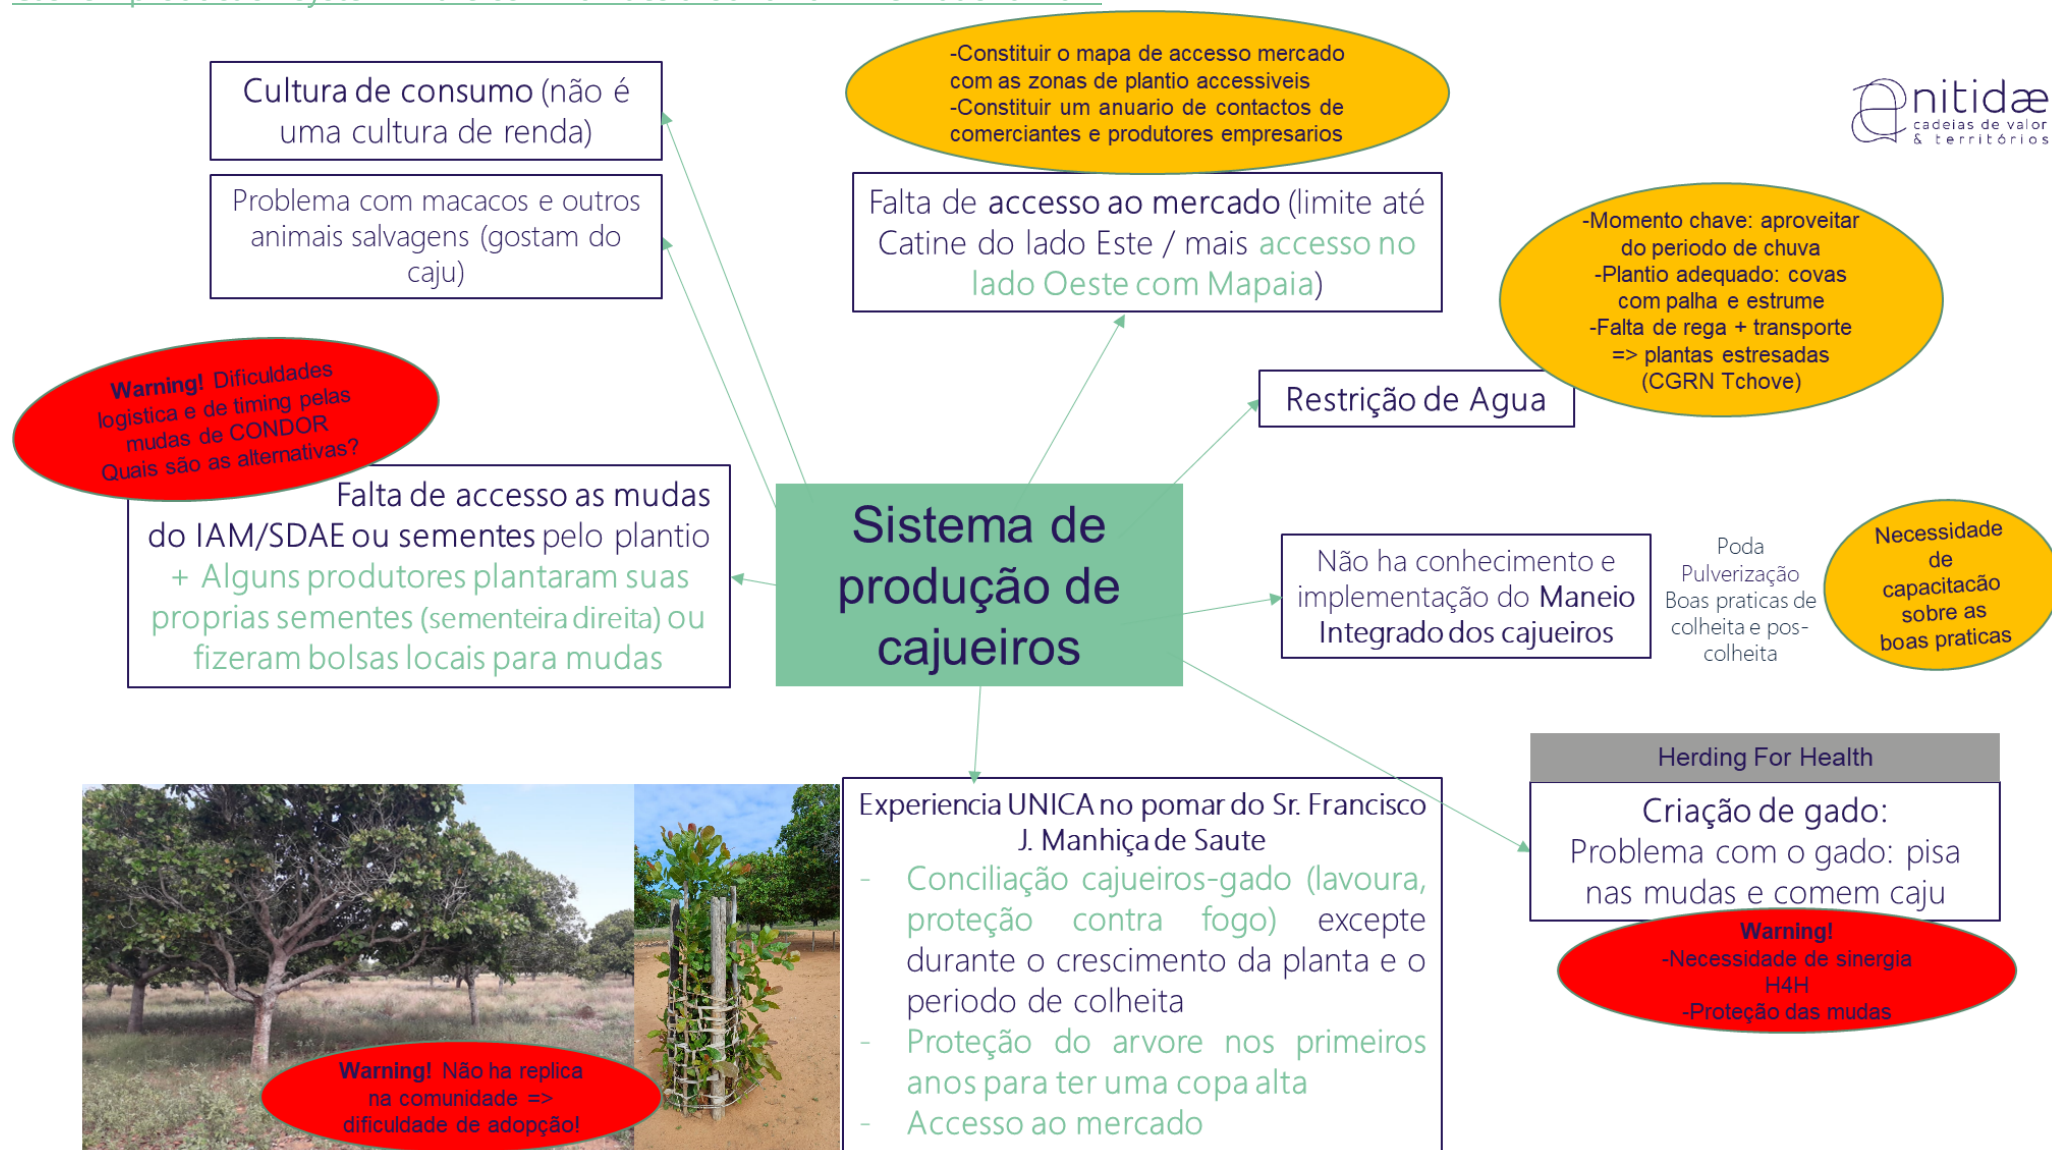 Cultura de consumo (não é
uma cultura de renda)
Problema com macacos e outros
animais salvagens (gostam do
caju)
-Constituir o mapa de accesso mercado
com as zonas de plantio accessiveis
-Constituir um anuario de contactos de
comerciantes e produtores empresarios
Falta de accesso ao mercado (limite até
Catine do lado Este / mais accesso no
lado Oeste com Mapaia)
nitidæ
cadeias de valor
& territórios
-Momento chave: aproveitar
do periodo de chuva
-Plantio adequado: covas
com palha e estrume
-Falta de rega + transporte
=> plantas estresadas
(CGRN Tchove)
Restrição de Agua
Warning! Dificuldades
logistica e de timing pelas
mudas de CONDOR
Quais são as alternativas?
Falta de accesso as mudas
do IAM/SDAE ou sementes pelo plantio
+ Alguns produtores plantaram suas
proprias sementes (sementeira direita) ou
fizeram bolsas locais para mudas
Sistema de
produção de
cajueiros
Não ha conhecimento e
implementação do Maneio
Integrado dos cajueiros
Poda
Pulverização
Boas praticas de
colheita e pos-
colheita
Necessidade
de
capacitacão
sobre as
boas praticas
Herding For Health
Criação de gado:
Problema com o gado: pisa
nas mudas e comem caju
Warning!
-Necessidade de sinergia
H4H
-Proteção das mudas
Experiencia UNICA no pomar do Sr. Francisco
J. Manhiça de Saute
- Conciliação cajueiros-gado (lavoura,
proteção contra fogo) excepte
durante o crescimento da planta e o
periodo de colheita
- Proteção do arvore nos primeiros
anos para ter uma copa alta
- Accesso ao mercado
Warning! Não ha replica
na comunidade =>
dificuldade de adopção!